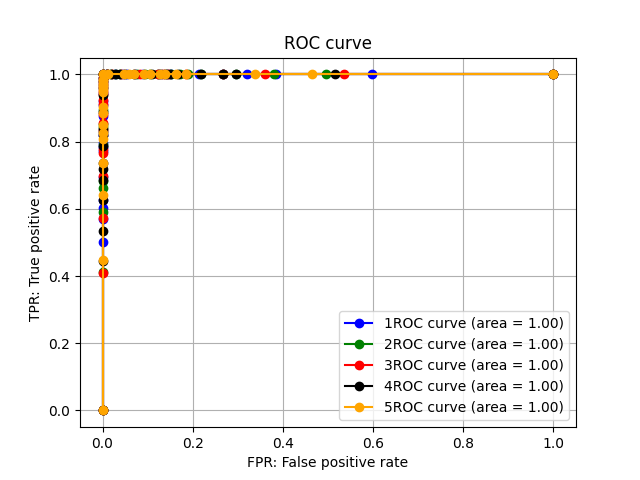 ROC curve
TPR: True positive rate
1.0
0.8
0.6
0.4
0.2
0.0
1ROC curve (area = 1.00)
2ROC curve (area = 1.00)
3ROC curve (area = 1.00)
4ROC curve (area = 1.00)
5ROC curve (area = 1.00)
0.0 0.2 0.4 0.6 0.8 1.0
FPR: False positive rate